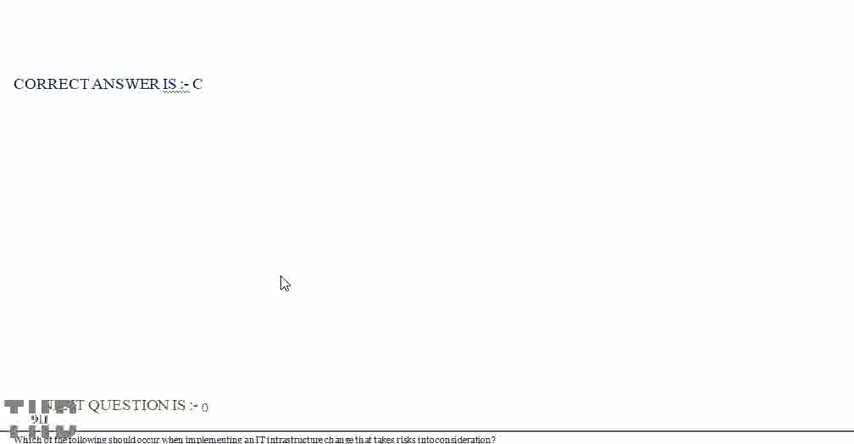 CORRECT ANSWER IS :- C
QUESTION IS :-
Which of the following should occur when implementing an IT infrastructure change that takes risks into consideration?